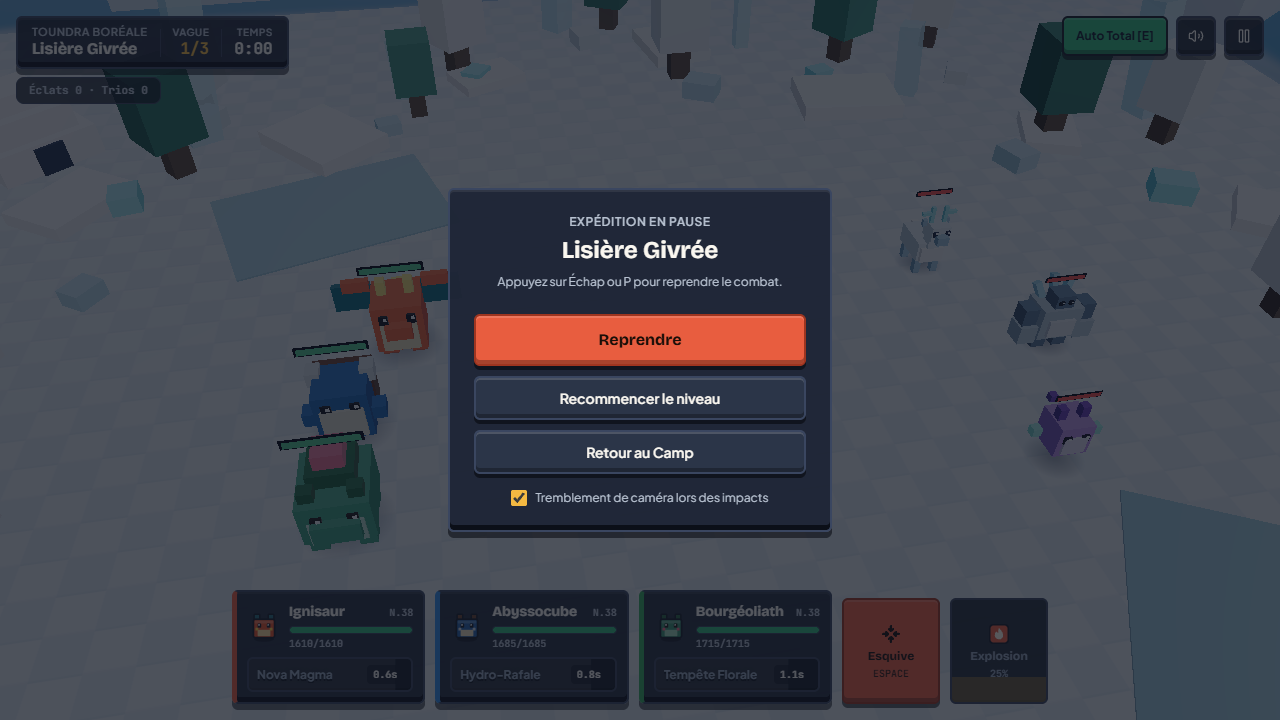 TOUNDRA BORÉALE
Lisière Givrée
VAGUE
1/3
TEMPS
0:00
Éclats 0 · Trios 0
Auto Total [E]
EXPÉDITION EN PAUSE
Lisière Givrée
Appuyez sur Échap ou P pour reprendre le combat.
Reprendre
Recommencer le niveau
Retour au Camp
Tremblement de caméra lors des impacts
Ignisaur N.38
1610/1610
Nova Magma 0.6s
Abyssocube N.38
1685/1685
Hydro-Rafale 0.8s
Bourgéoliath N.38
1715/1715
Tempête Florale 1.1s
Esquive
ESPACE
Explosion
25%